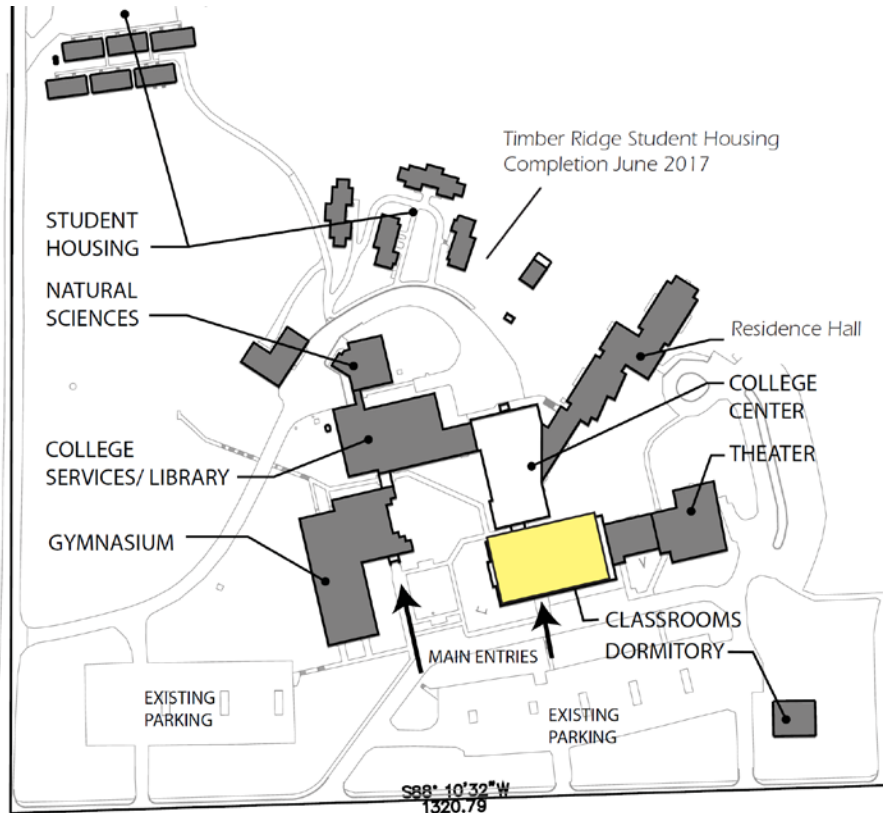 Timber Ridge Student Housing
Completion June 2017
STUDENT
HOUSING
NATURAL
SCIENCES
Residence Hall
COLLEGE
CENTER
COLLEGE
SERVICES/ LIBRARY
THEATER
GYMNASIUM
CLASSROOMS
DORMITORY
MAIN ENTRIES
EXISTING
PARKING
EXISTING
PARKING
S88° 10'32"W
1320.79